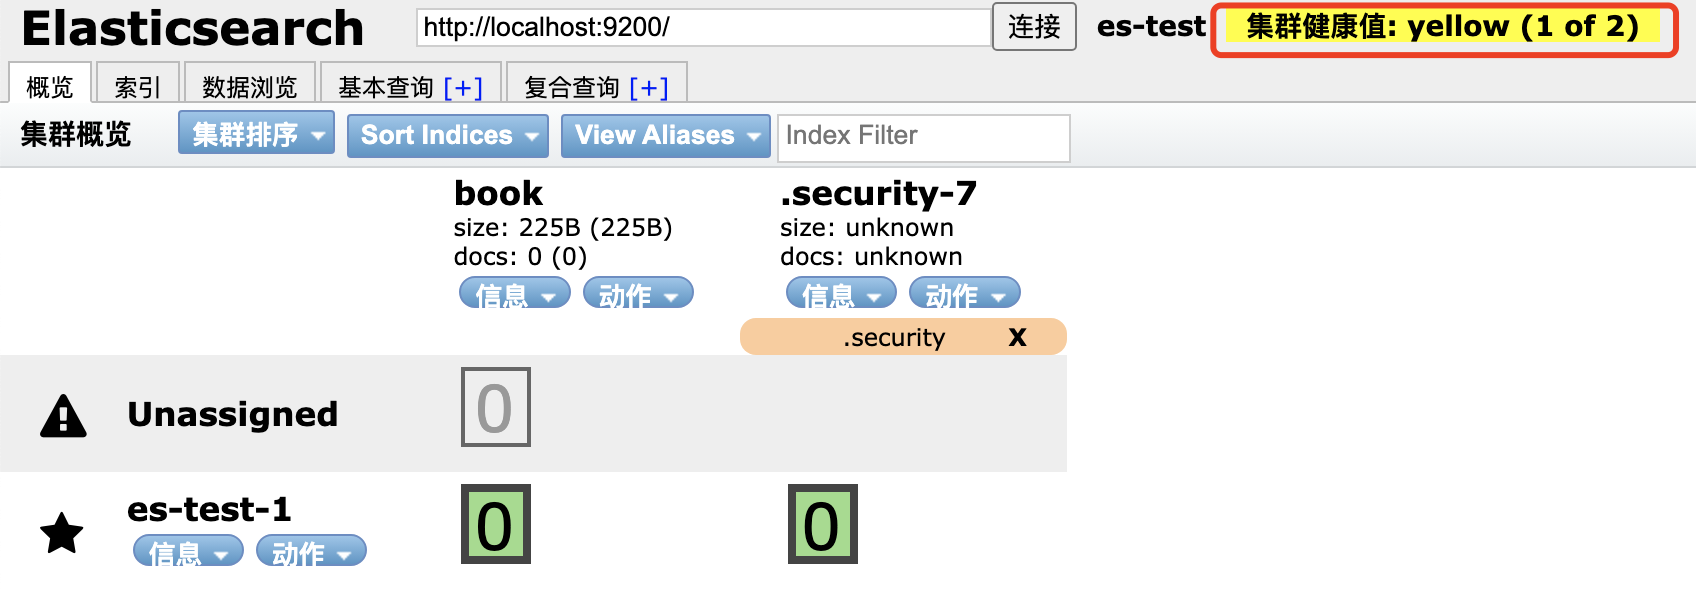 Elasticsearch http://localhost:9200/ 连接 es-test 集群健康值: yellow (1 of 2)
概览 索引 数据浏览 基本查询 [+] 复合查询 [+]
集群概览 集群排序 Sort Indices View Aliases Index Filter
book .security-7
size: 225B (225B) size: unknown
docs: 0 (0) docs: unknown
信息 动作 信息 动作
.security X
Unassigned 0
es-test-1 0 0
信息 动作